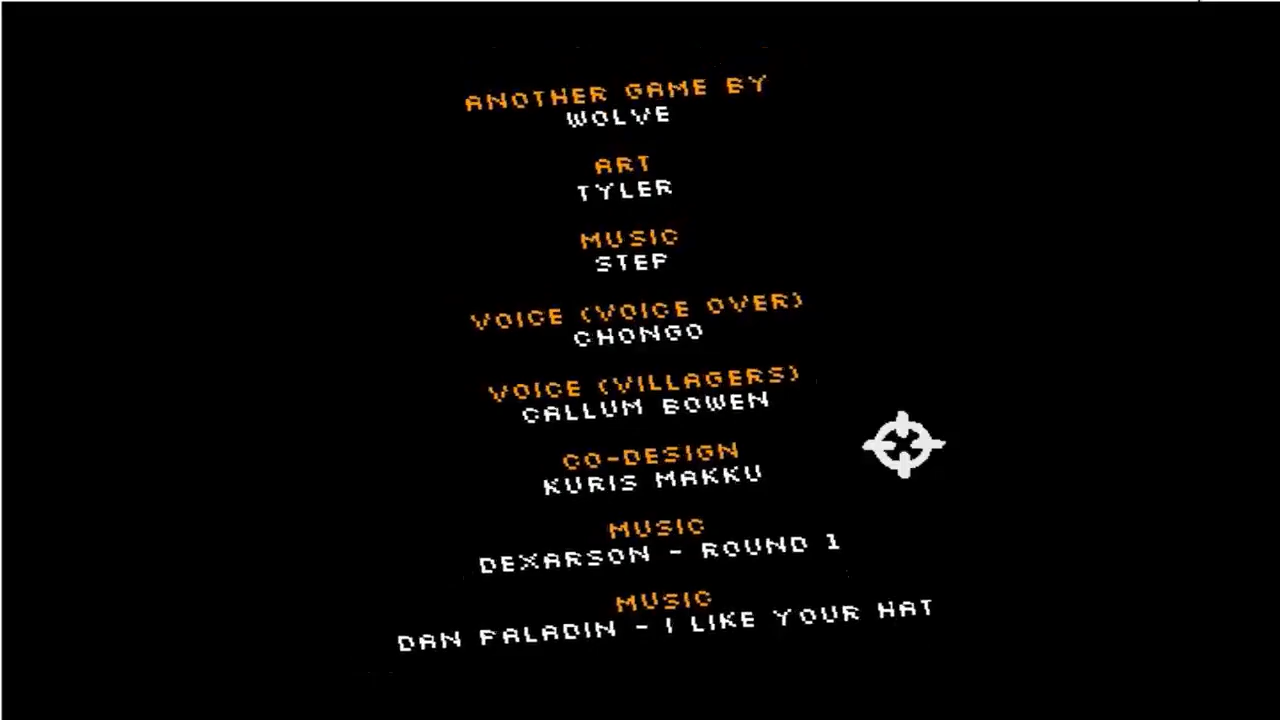 ANOTHER GAME BY
WOLVE
ART
TYLER
MUSIC
STEP
VOICE (VOICE OVER)
CHONGO
VOICE (VILLAGERS)
CALLUM BOWEN
CO-DESIGN
KURIS MAKKU
MUSIC
DEXARSON - ROUND 1
MUSIC
DAN PALADIN - I LIKE YOUR HAT